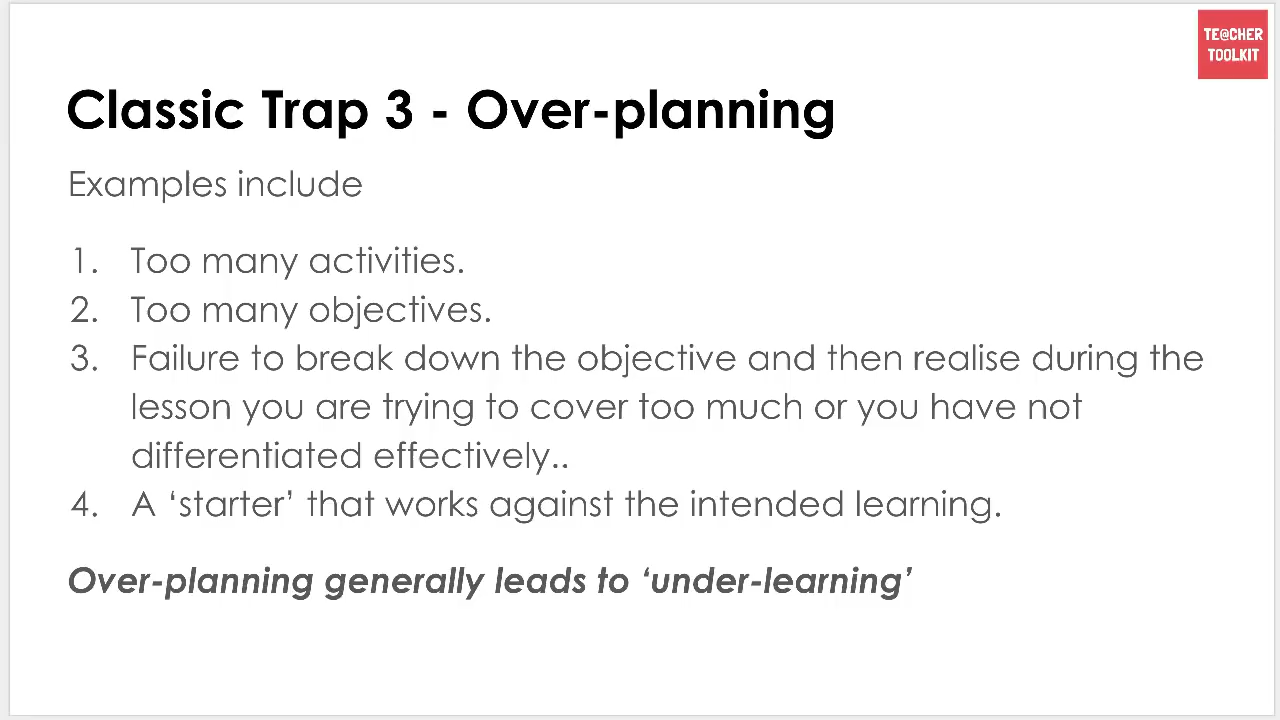 TE@CHER
TOOLKIT
Classic Trap 3 - Over-planning
Examples include
1. Too many activities.
2. Too many objectives.
3. Failure to break down the objective and then realise during the
lesson you are trying to cover too much or you have not
differentiated effectively..
4. A ‘starter’ that works against the intended learning.
Over-planning generally leads to ‘under-learning’